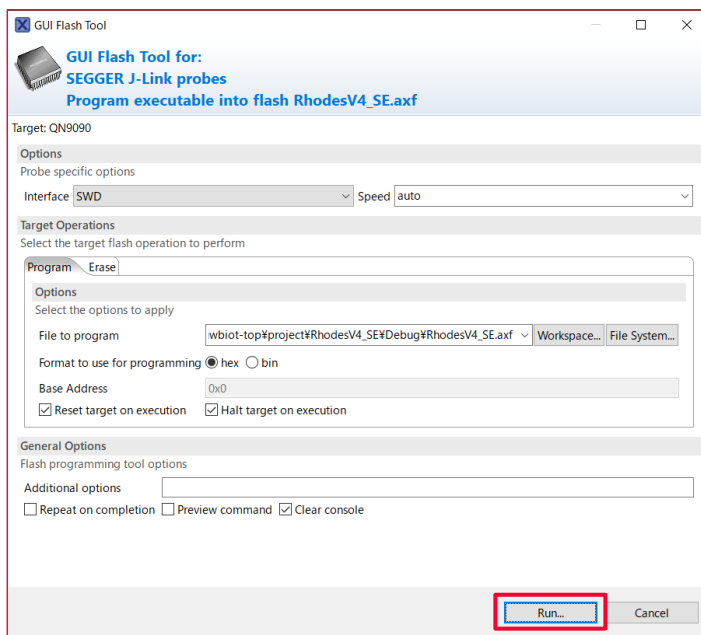 GUI Flash Tool
GUI Flash Tool for:
SEGGER J-Link probes
Program executable into flash RhodesV4_SE.axf
Target: QN9090
Options
Probe specific options
Interface SWD Speed auto
Target Operations
Select the target flash operation to perform
Program Erase
Options
Select the options to apply
File to program wbiot-top¥project¥RhodesV4_SE¥Debug¥RhodesV4_SE.axf Workspace... File System...
Format to use for programming hex bin
Base Address 0x0
Reset target on execution Halt target on execution
General Options
Flash programming tool options
Additional options
Repeat on completion Preview command Clear console
Run... Cancel